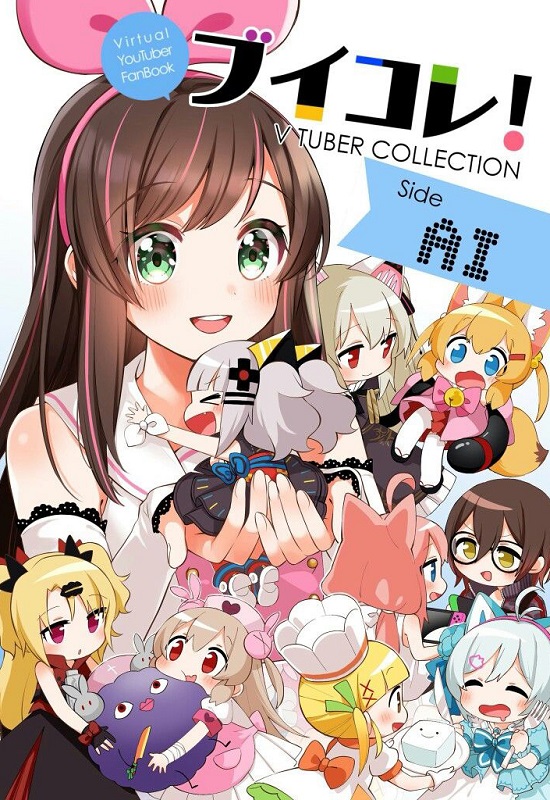 Virtual
YouTuber
FanBook
ブイコレ!
V TUBER COLLECTION
Side
AI